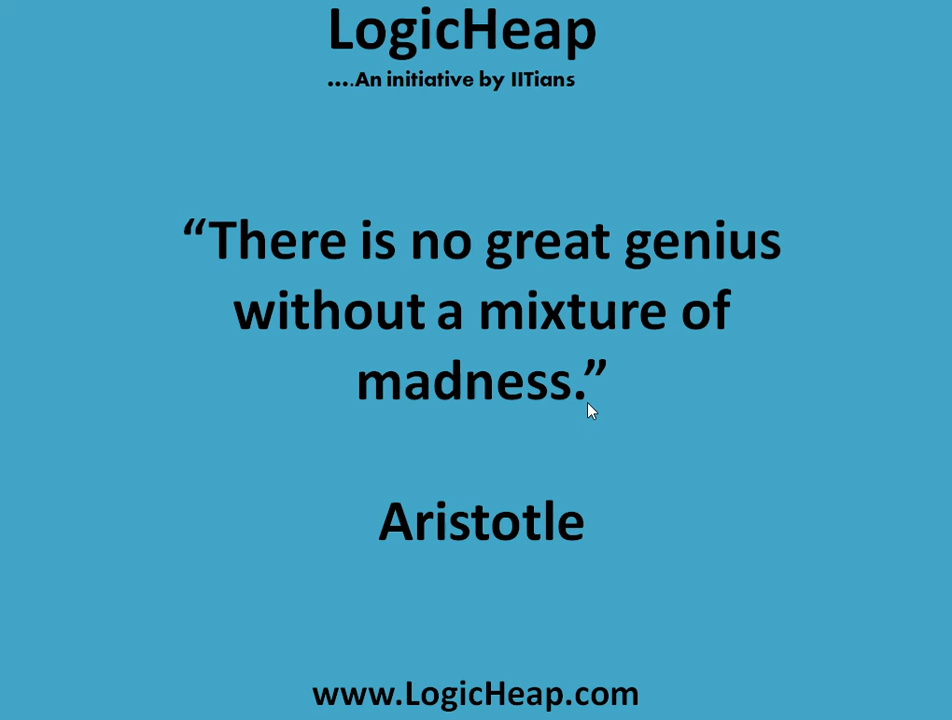 LogicHeap
....An initiative by IITians
“There is no great genius
without a mixture of
madness.”
Aristotle
www.LogicHeap.com